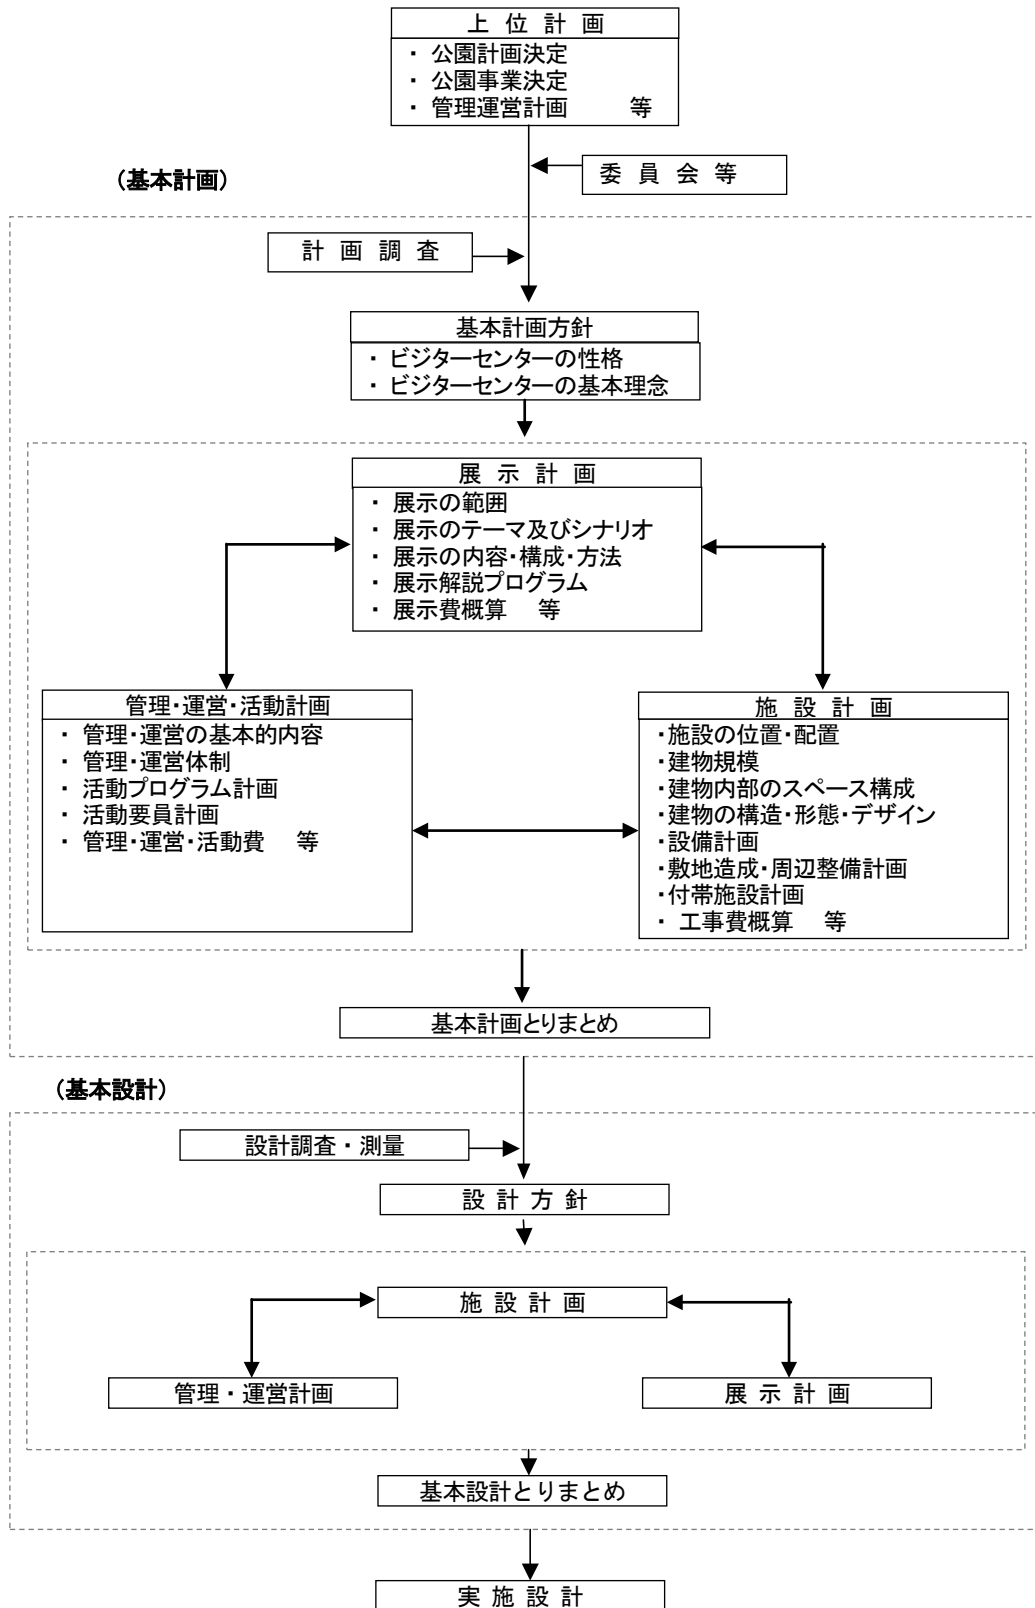 上 位 計 画
・ 公園計画決定
・ 公園事業決定
・ 管理運営計画 等
委 員 会 等
(基本計画)
計 画 調 査
基本計画方針
・ ビジターセンターの性格
・ ビジターセンターの基本理念
展 示 計 画
・ 展示の範囲
・ 展示のテーマ及びシナリオ
・ 展示の内容・構成・方法
・ 展示解説プログラム
・ 展示費概算 等
管理・運営・活動計画
・ 管理・運営の基本的内容
・ 管理・運営体制
・ 活動プログラム計画
・ 活動要員計画
・ 管理・運営・活動費 等
施 設 計 画
・施設の位置・配置
・建物規模
・建物内部のスペース構成
・建物の構造・形態・デザイン
・設備計画
・敷地造成・周辺整備計画
・付帯施設計画
・ 工事費概算 等
基本計画とりまとめ
(基本設計)
設計調査・測量
設 計 方 針
施 設 計 画
管理・運営計画
展 示 計 画
基本設計とりまとめ
実 施 設 計